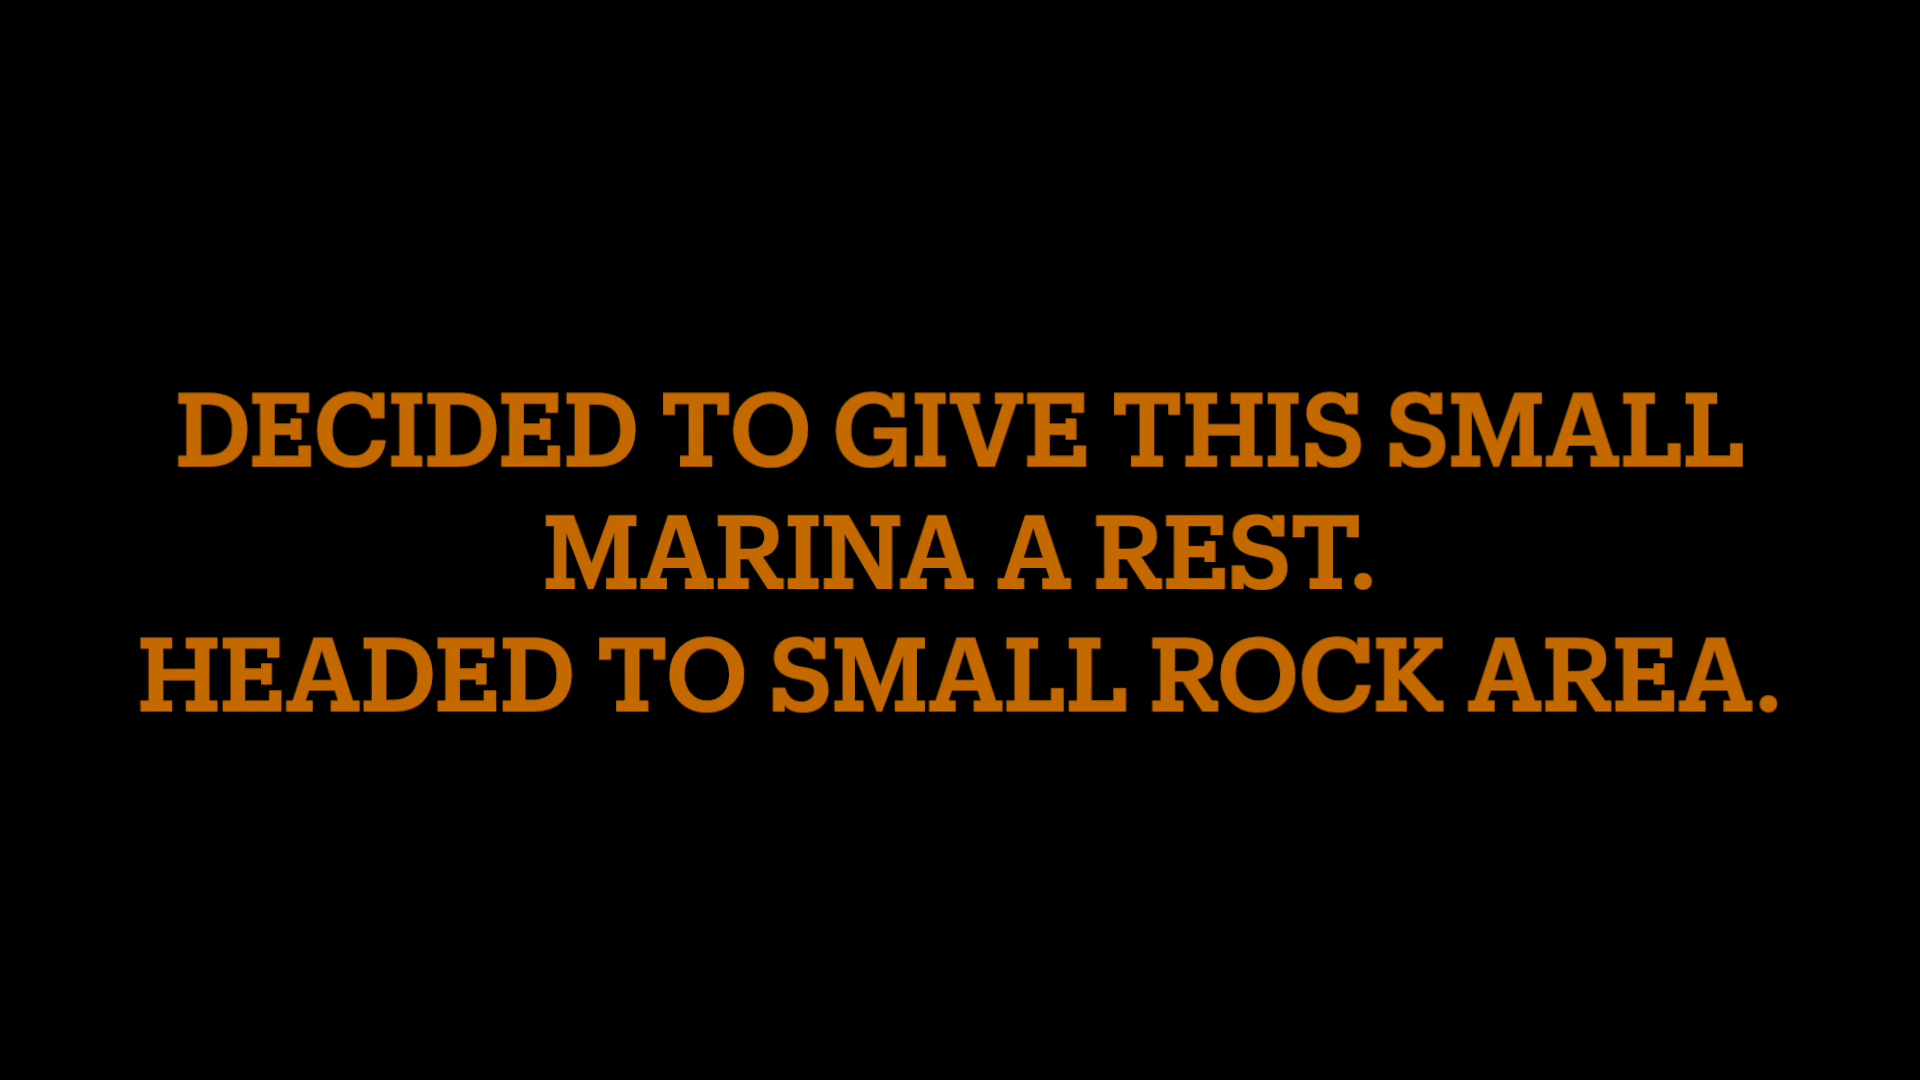 DECIDED TO GIVE THIS SMALL
MARINA A REST.
HEADED TO SMALL ROCK AREA.